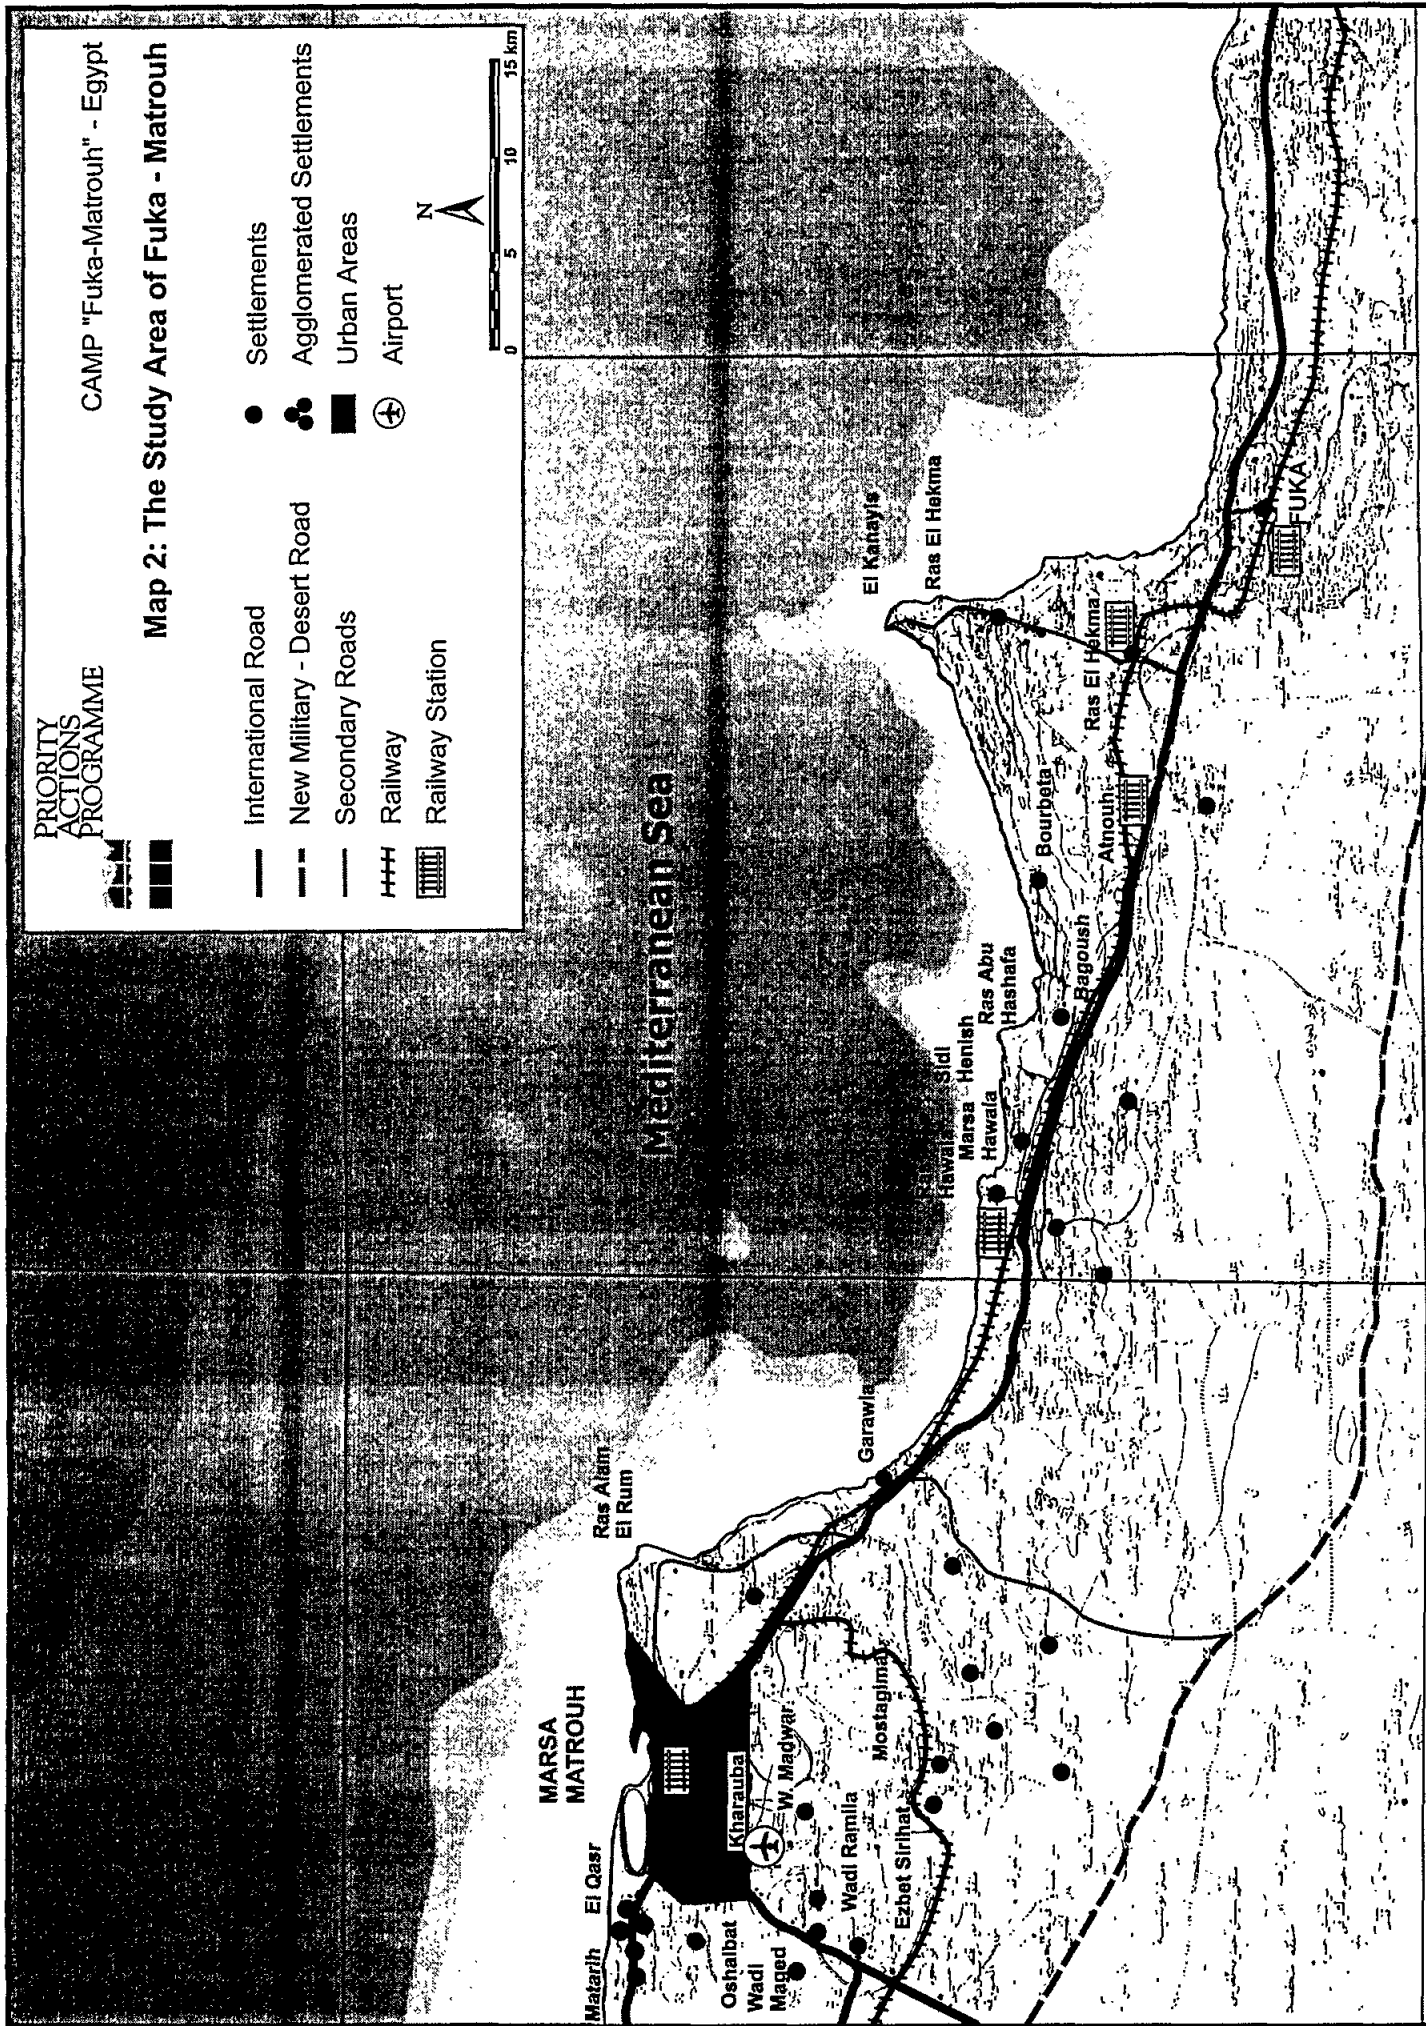 PRIORITY
ACTIONS
PROGRAMME
CAMP "Fuka-Matrouh" - Egypt
Map 2: The Study Area of Fuka - Matrouh
International Road
New Military - Desert Road
Secondary Roads
Railway
Railway Station
Settlements
Agglomerated Settlements
Urban Areas
Airport
N
0 5 10 15 km
Mediterranean Sea
MARSA
MATROUH
Matarih
El Qasr
Ras Alam
El Rum
Kharauba
W. Madwar
Oshalbat
Wadi
Maged
Wadi Ramla
Ezbet Sirihat
Mostagima
Garawla
Ras
Hawala
Marsa
Hawala
Sidi
Henish
Ras Abu
Hashafa
Bagoush
Bourbeta
Atnouh
Ras El Hekma
El Kanayis
Ras El Hekma
FUKA